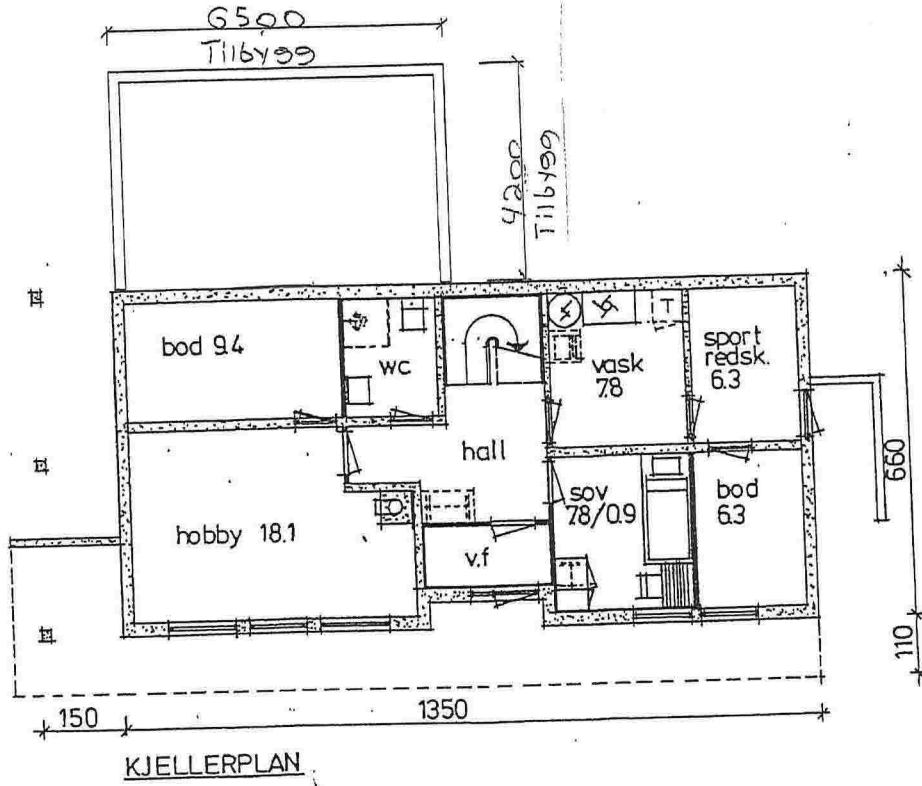 6500
Tilbygg
4200
Tilbygg
bod 9.4
wc
vask
7.8
sport
redsk.
6.3
T
hall
660
hobby 18.1
sov
7.8/0.9
bod
6.3
v.f
110
150
1350
KJELLERPLAN